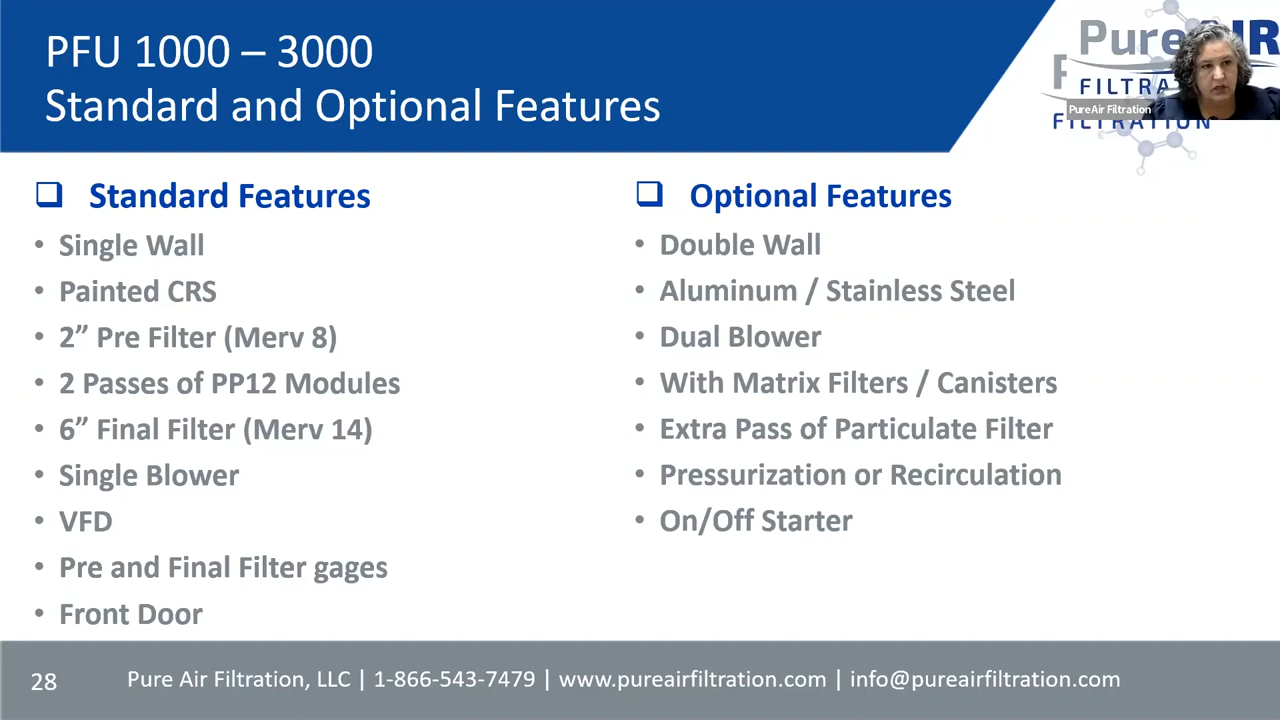 PFU 1000 – 3000
Standard and Optional Features
PureAIR
FILTRA
PureAir Filtration
FILTRATION
Standard Features
• Single Wall
• Painted CRS
• 2” Pre Filter (Merv 8)
• 2 Passes of PP12 Modules
• 6” Final Filter (Merv 14)
• Single Blower
• VFD
• Pre and Final Filter gages
• Front Door
Optional Features
• Double Wall
• Aluminum / Stainless Steel
• Dual Blower
• With Matrix Filters / Canisters
• Extra Pass of Particulate Filter
• Pressurization or Recirculation
• On/Off Starter
28
Pure Air Filtration, LLC | 1-866-543-7479 | www.pureairfiltration.com | info@pureairfiltration.com